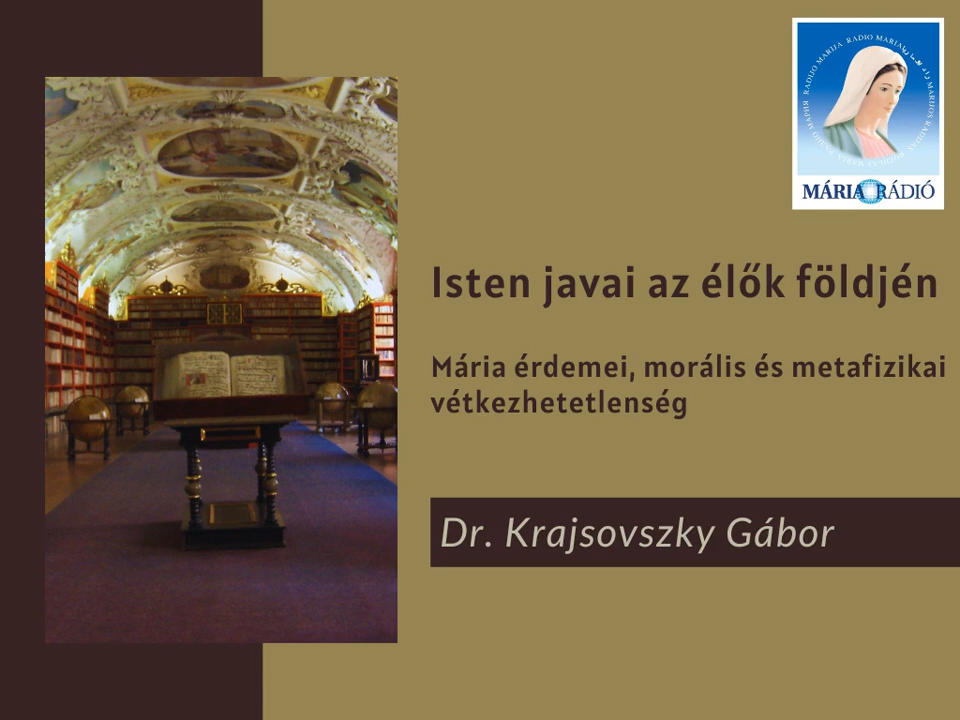 MÁRIA RÁDIÓ
Isten javai az élők földjén
Mária érdemei, morális és metafizikai
vétkezhetetlenség
Dr. Krajsovszky Gábor